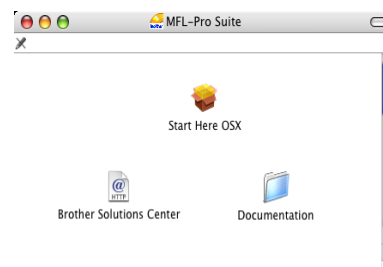 MFL-Pro Suite
Start Here OSX
@
HTTP
Brother Solutions Center
Documentation